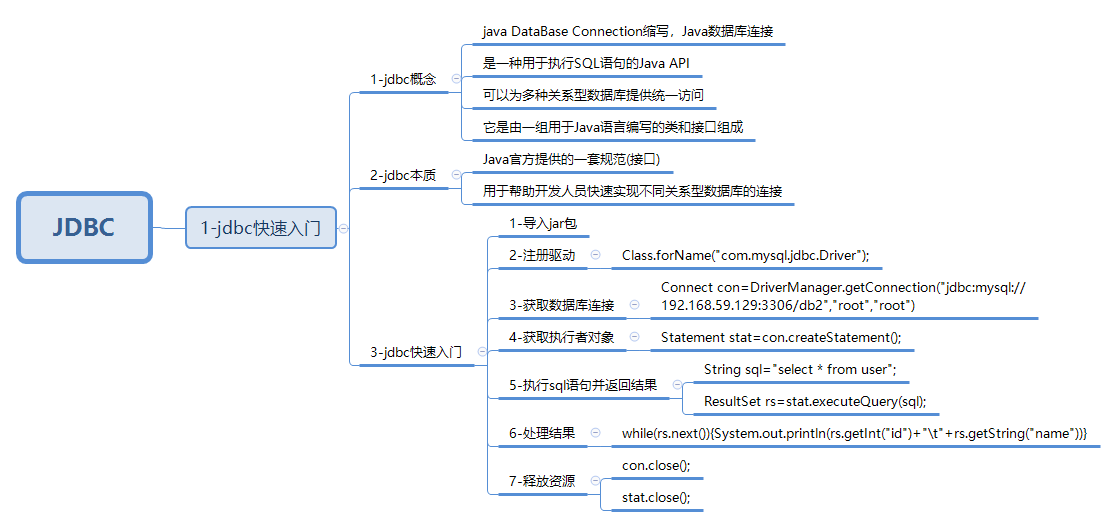 JDBC
1-jdbc快速入门
1-jdbc概念
java DataBase Connection缩写，Java数据库连接
是一种用于执行SQL语句的Java API
可以为多种关系型数据库提供统一访问
它是由一组用于Java语言编写的类和接口组成
2-jdbc本质
Java官方提供的一套规范(接口)
用于帮助开发人员快速实现不同关系型数据库的连接
3-jdbc快速入门
1-导入jar包
2-注册驱动
Class.forName("com.mysql.jdbc.Driver");
3-获取数据库连接
Connect con=DriverManager.getConnection("jdbc:mysql://
192.168.59.129:3306/db2","root","root")
4-获取执行者对象
Statement stat=con.createStatement();
5-执行sql语句并返回结果
String sql="select * from user";
ResultSet rs=stat.executeQuery(sql);
6-处理结果
while(rs.next()){System.out.println(rs.getInt("id")+"\t"+rs.getString("name"))}
7-释放资源
con.close();
stat.close();